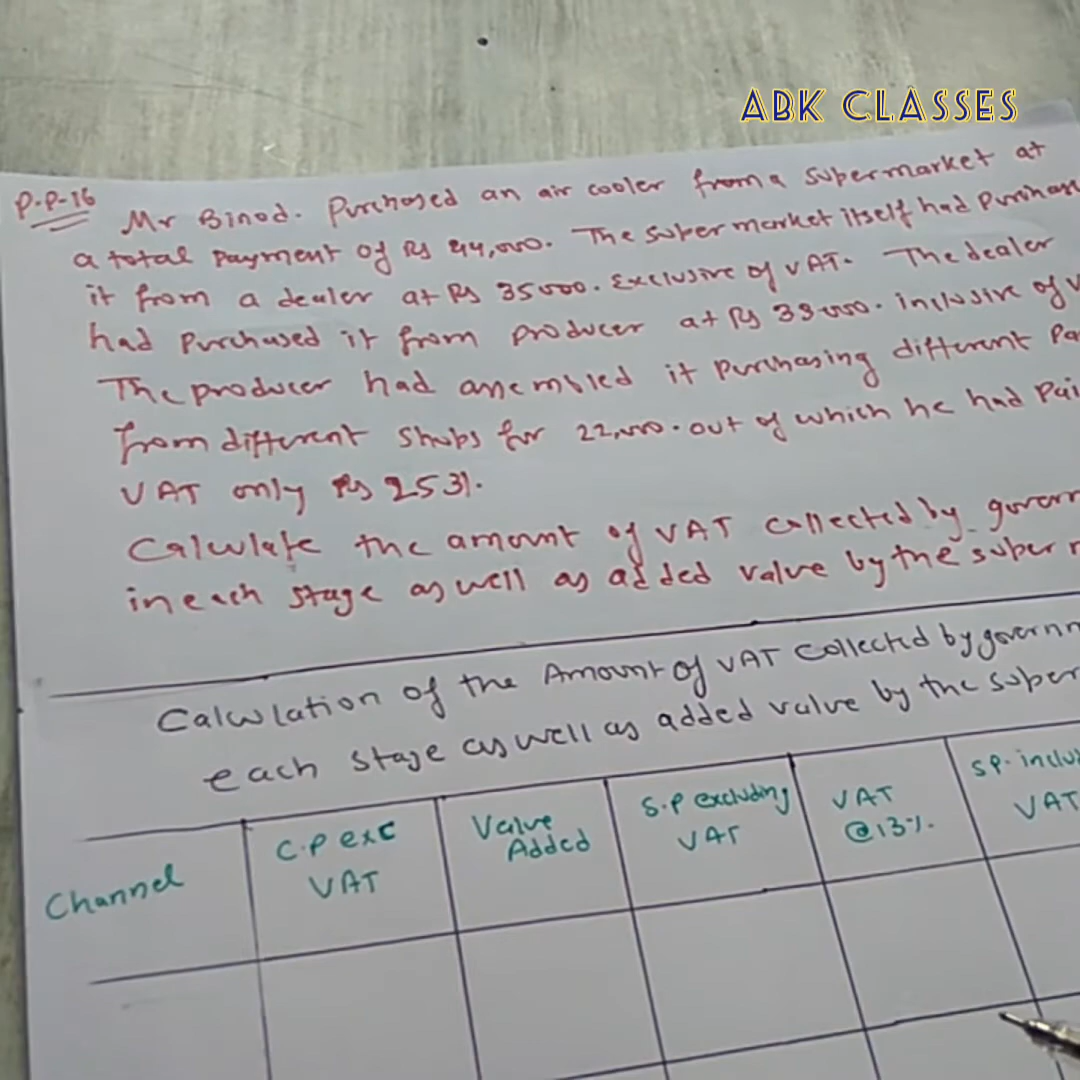 ABK CLASSES
P.P-16
Mr Binod. Purchased an air cooler from a supermarket at
a total payment of Rs 44,000. The supermarket itself had Purchas
it from a dealer at Rs 35000. Exclusive of VAT. The dealer
had Purchased it from producer at Rs 33000. inclusive of V
The producer had assembled it purchasing different Pa
from different shops for 22,000. out of which he had Pai
VAT only Rs 2531.
Calculate the amount of VAT collected by govern
in each stage as well as added value by the super m
Calculation of the Amount of VAT collected by governm
each stage as well as added value by the super
Channel
C.P exc VAT
Value Added
S.P excluding VAT
VAT @13%.
SP. inclu
VAT